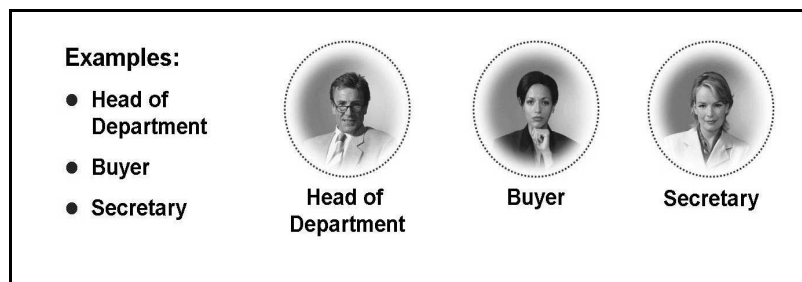 Examples:
● Head of
Department
● Buyer
● Secretary
Head of
Department
Buyer
Secretary